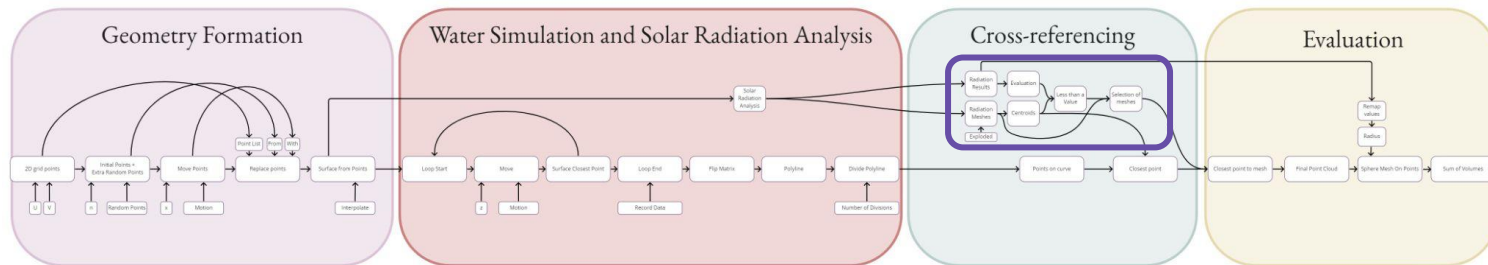 Geometry Formation
Water Simulation and Solar Radiation Analysis
Cross-referencing
Evaluation
Radiation
Results
Evaluation
Less than a
Value
Selection of
meshes
Solar
Radiation
Analysis
Radiation
Meshes
Centroids
Exploded
Remap
values
Radius
Point List
From
With
2D grid points
Initial Points +
Extra Random Points
Move Points
Replace points
Surface from Points
Loop Start
Move
Surface Closest Point
Loop End
Flip Matrix
Polyline
Divide Polyline
Points on curve
Closest point
Closest point to mesh
Final Point Cloud
Sphere Mesh On Points
Sum of Volumes
U
V
Random Points
Motion
Interpolate
z
Motion
Record Data
Number of Divisions